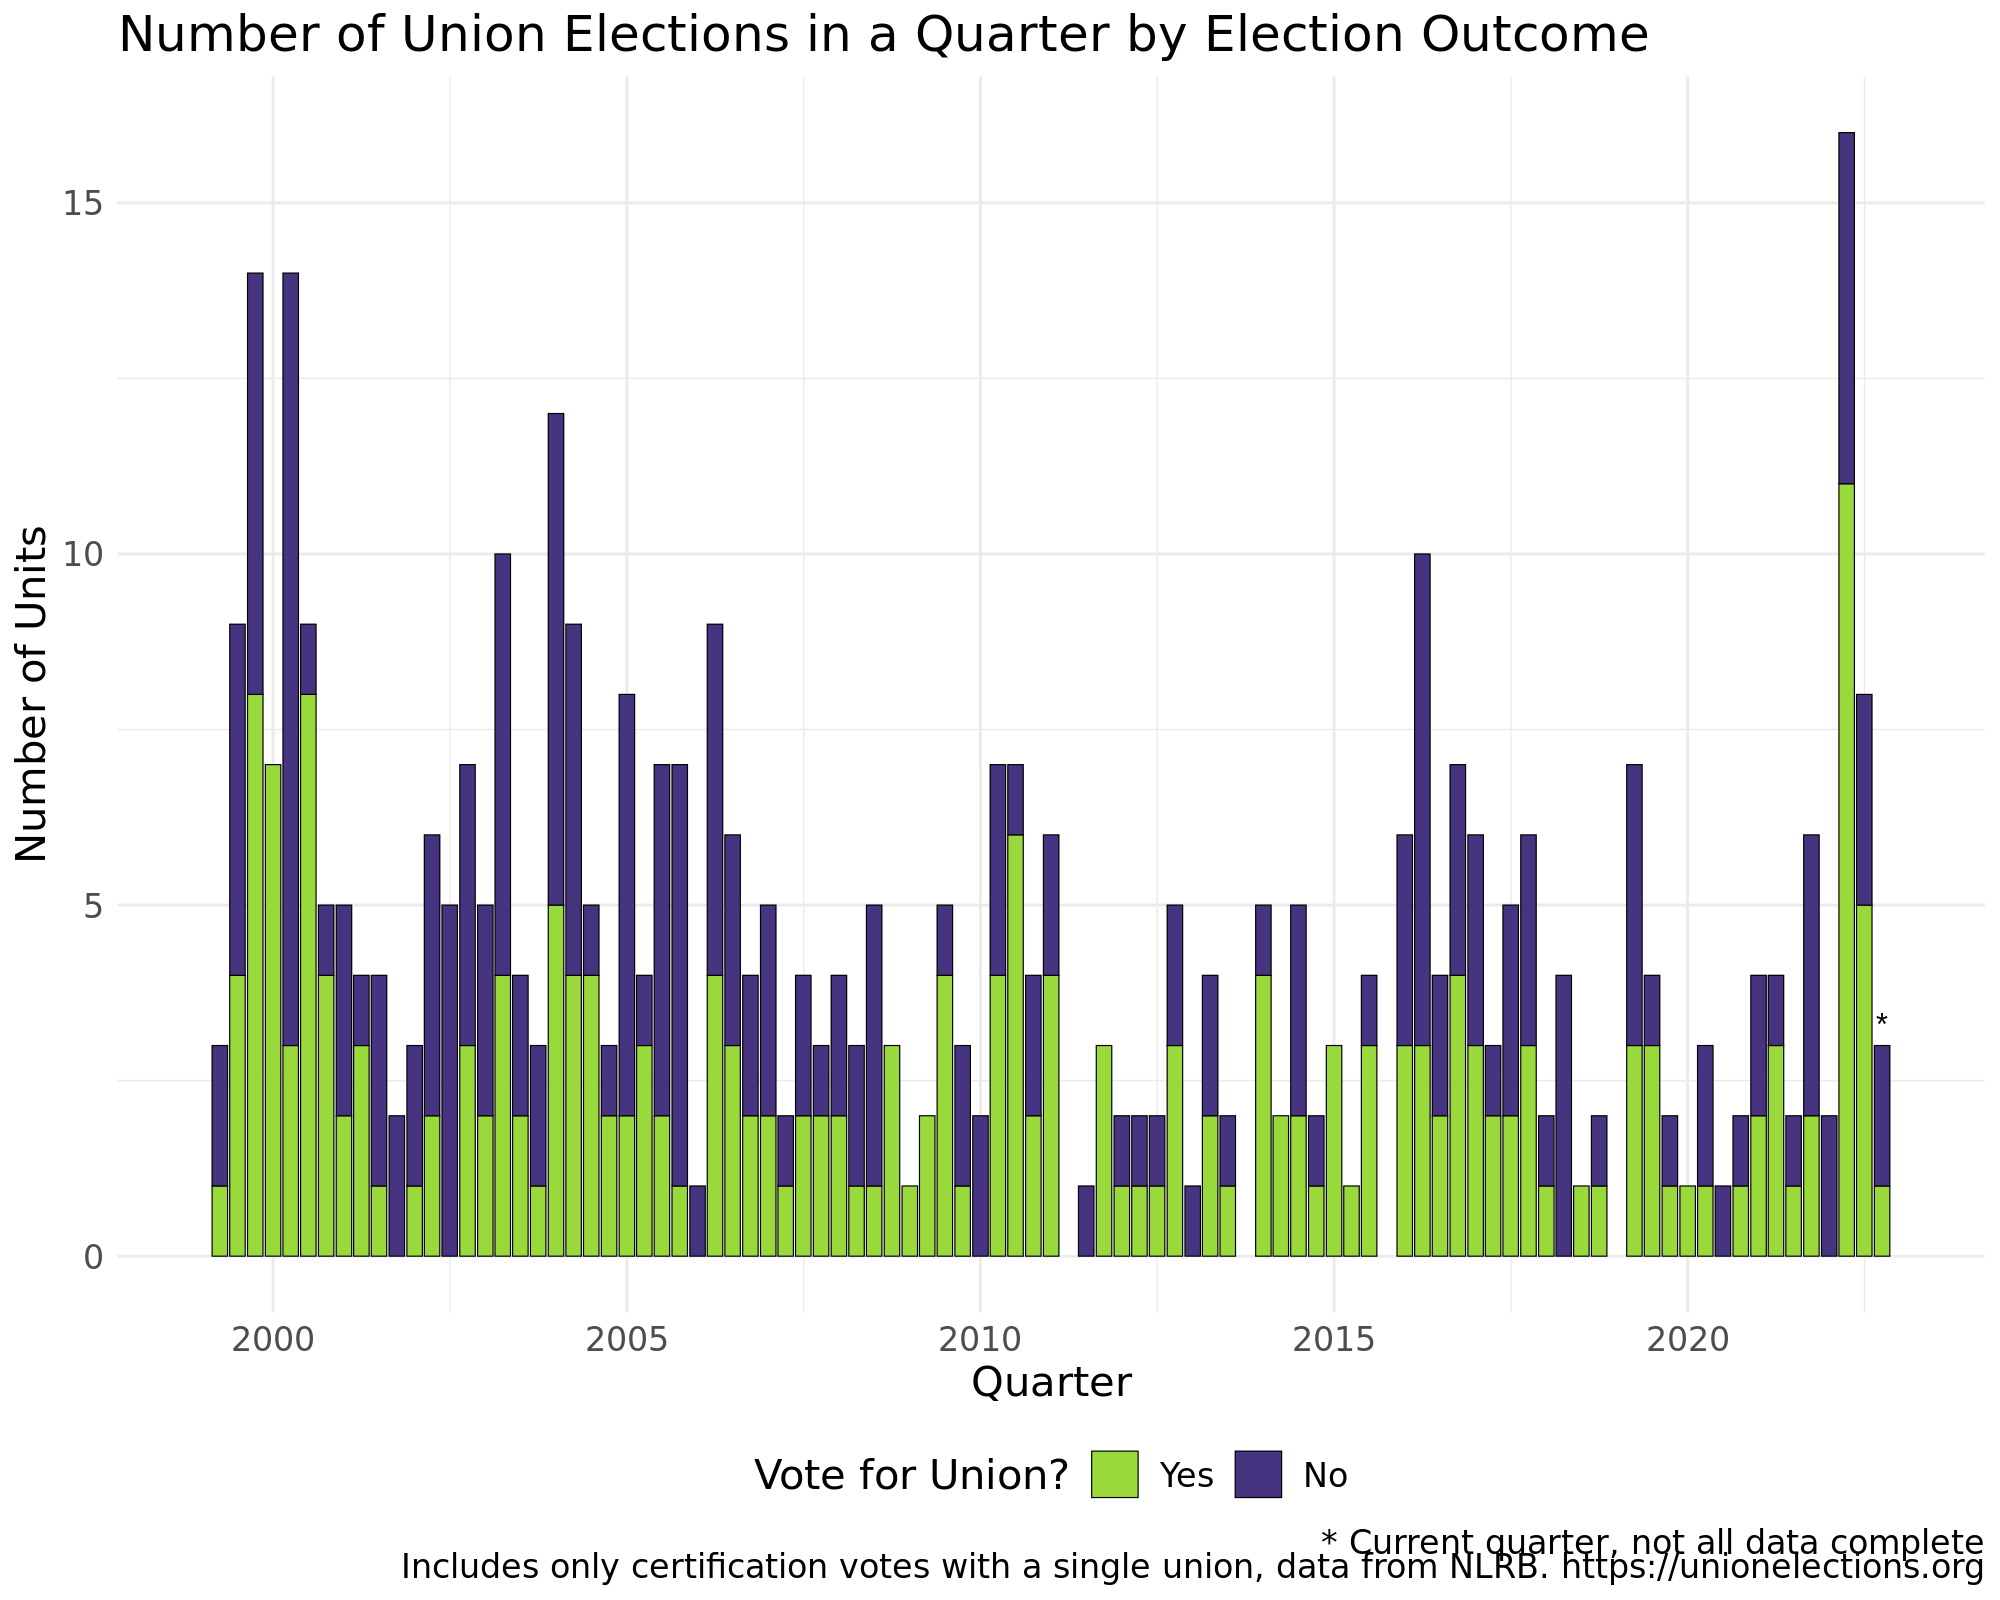 Number of Union Elections in a Quarter by Election Outcome
Number of Units
15
10
5
0
*
2000 2005 2010 2015 2020
Quarter
Vote for Union? Yes No
* Current quarter, not all data complete
Includes only certification votes with a single union, data from NLRB. https://unionelections.org